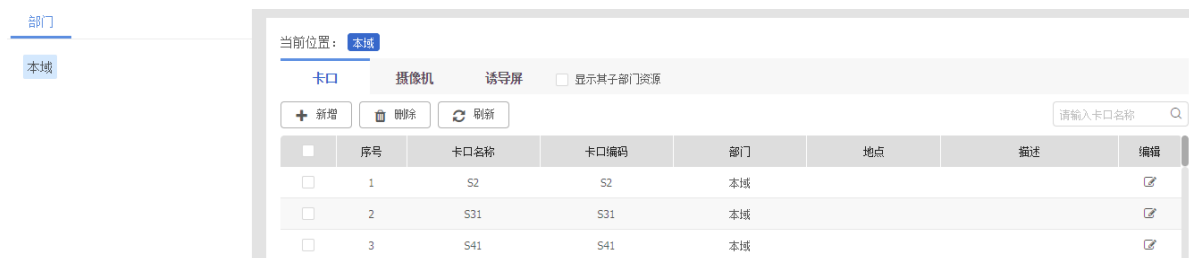 部门
本域
当前位置： 本域
卡口 摄像机 诱导屏 显示其子部门资源
新增 删除 刷新 请输入卡口名称
序号 卡口名称 卡口编码 部门 地点 描述 编辑
1 S2 S2 本域
2 S31 S31 本域
3 S41 S41 本域